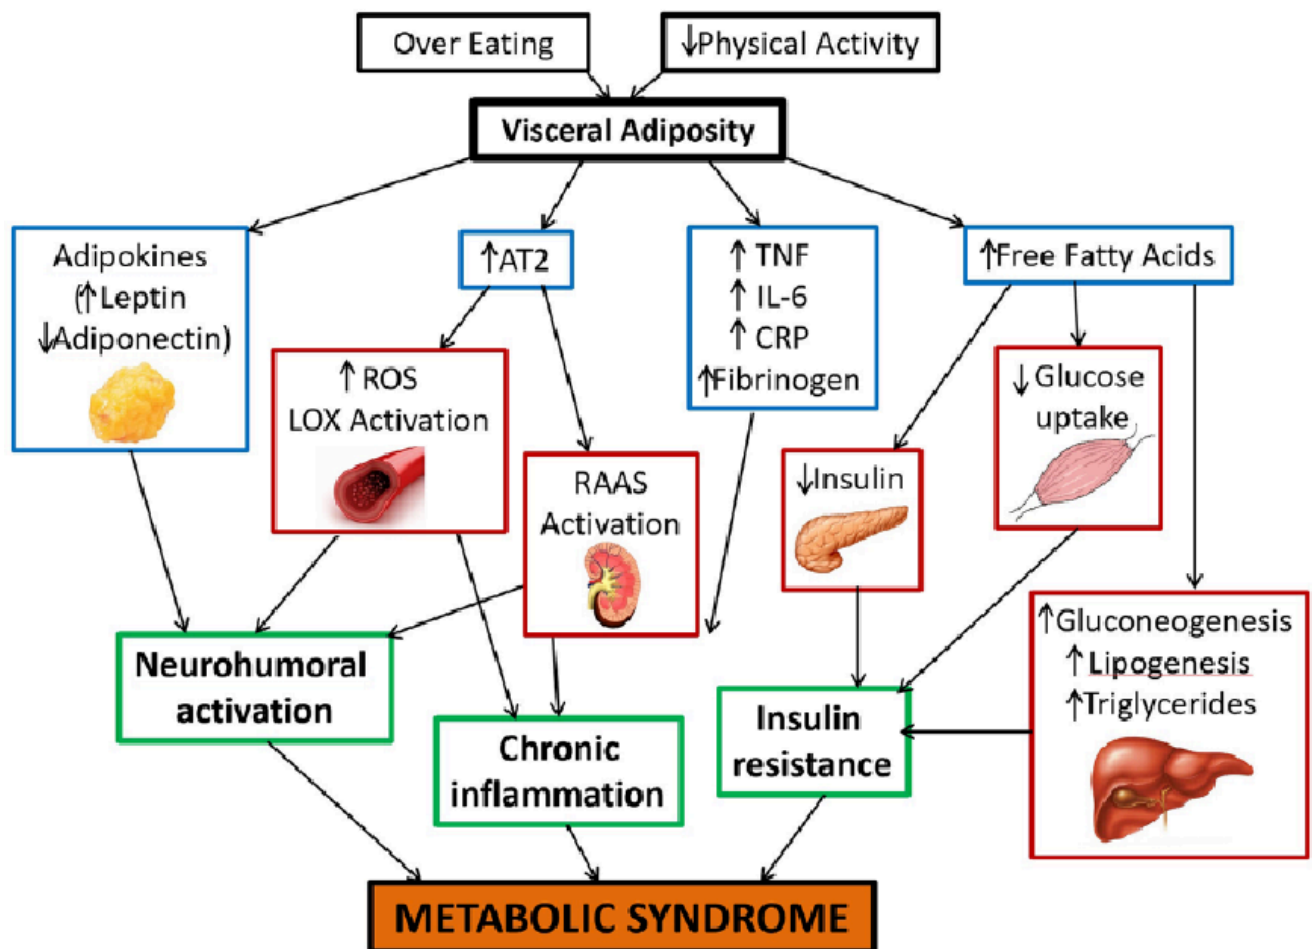 Over Eating
↓Physical Activity
Visceral Adiposity
Adipokines
(↑Leptin
↓Adiponectin)
↑AT2
↑ TNF
↑ IL-6
↑ CRP
↑Fibrinogen
↑Free Fatty Acids
↑ ROS
LOX Activation
RAAS
Activation
↓Insulin
↓ Glucose
uptake
↑Gluconeogenesis
↑ Lipogenesis
↑Triglycerides
Neurohumoral
activation
Chronic
inflammation
Insulin
resistance
METABOLIC SYNDROME